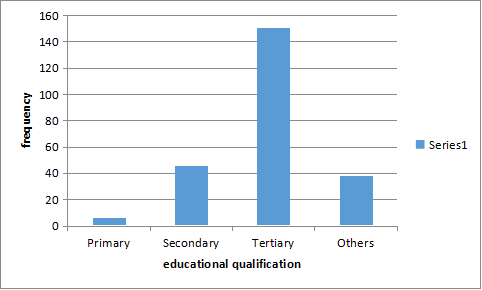 160
140
120
100
80
60
40
20
0
frequency
Primary
Secondary
Tertiary
Others
educational qualification
Series1